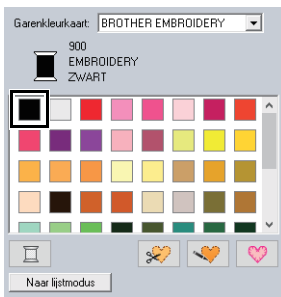 Garenkleurkaart: BROTHER EMBROIDERY
900
EMBROIDERY
ZWART
Naar lijstmodus